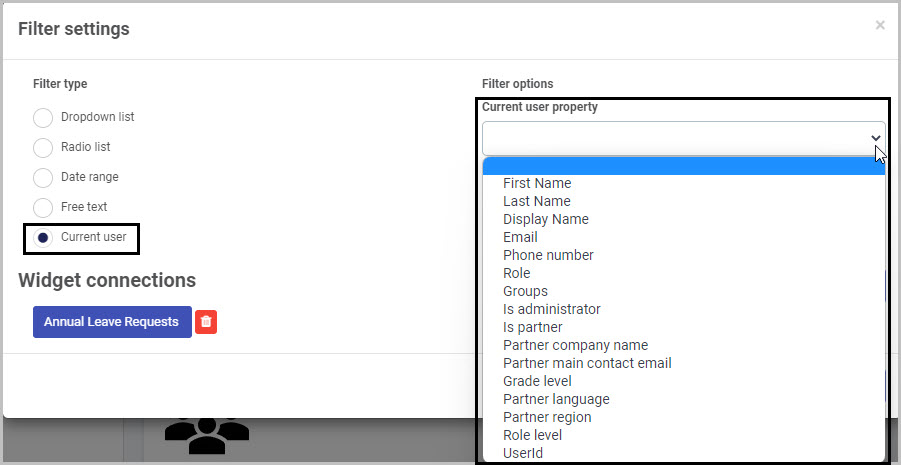 Filter settings
×
Filter type
Dropdown list
Radio list
Date range
Free text
Current user
Widget connections
Annual Leave Requests
Filter options
Current user property
First Name
Last Name
Display Name
Email
Phone number
Role
Groups
Is administrator
Is partner
Partner company name
Partner main contact email
Grade level
Partner language
Partner region
Role level
UserId